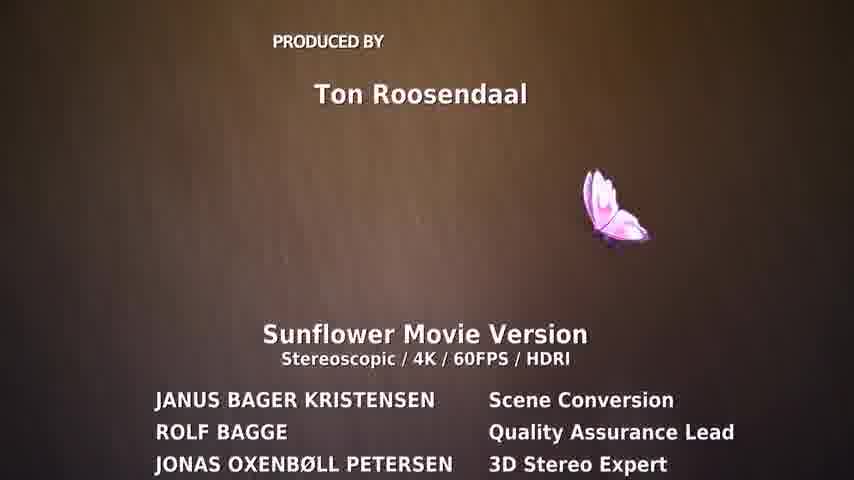 PRODUCED BY
Ton Roosendaal
Sunflower Movie Version
Stereoscopic / 4K / 60FPS / HDRI
JANUS BAGER KRISTENSEN Scene Conversion
ROLF BAGGE Quality Assurance Lead
JONAS OXENBØLL PETERSEN 3D Stereo Expert